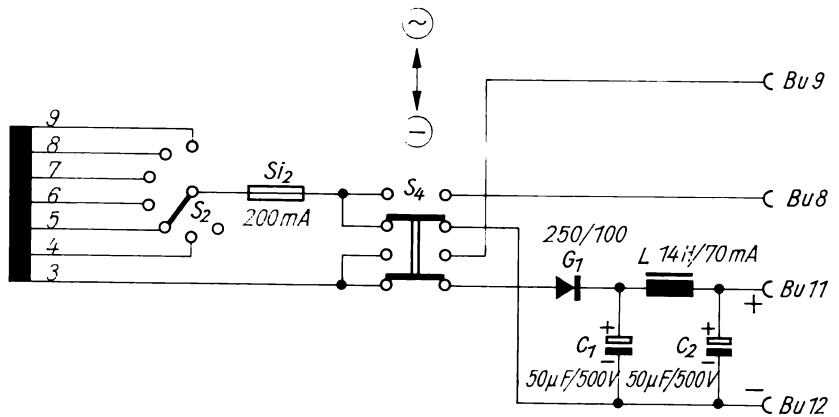 ~
−
Bu 9
9
8
7
6
5
4
3
S2
Si2
200mA
S4
Bu 8
250/100
G1
L 14H/70mA
Bu 11
+
+
C1
−
50µF/500V
+
C2
−
50µF/500V
−
Bu 12